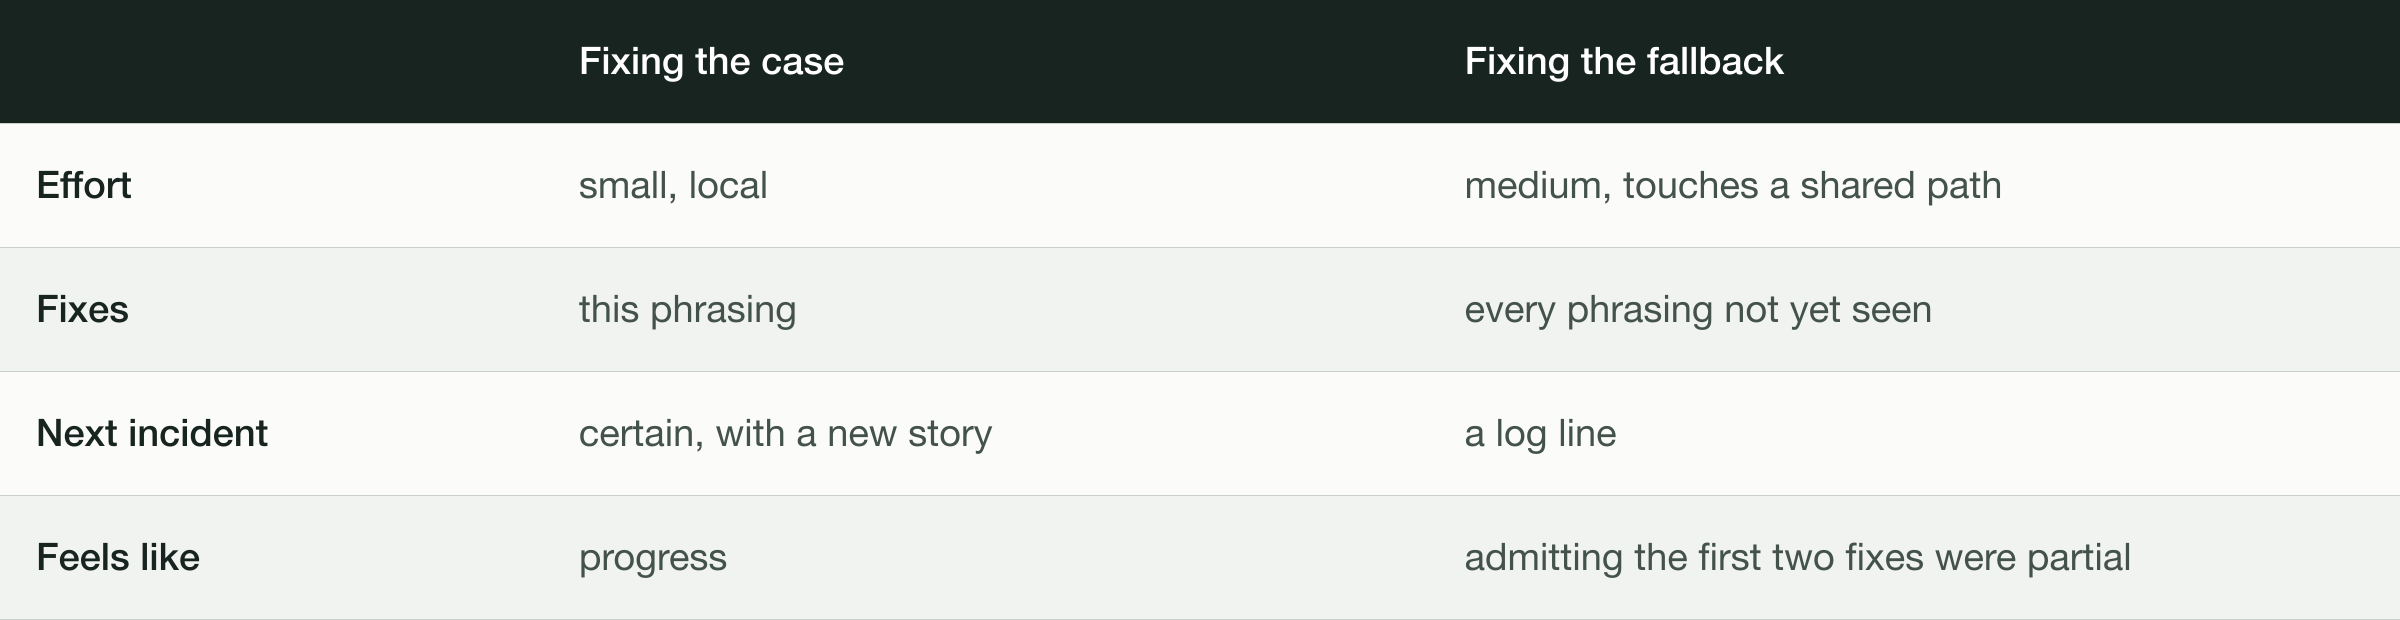 Fixing the case Fixing the fallback
Effort small, local medium, touches a shared path
Fixes this phrasing every phrasing not yet seen
Next incident certain, with a new story a log line
Feels like progress admitting the first two fixes were partial